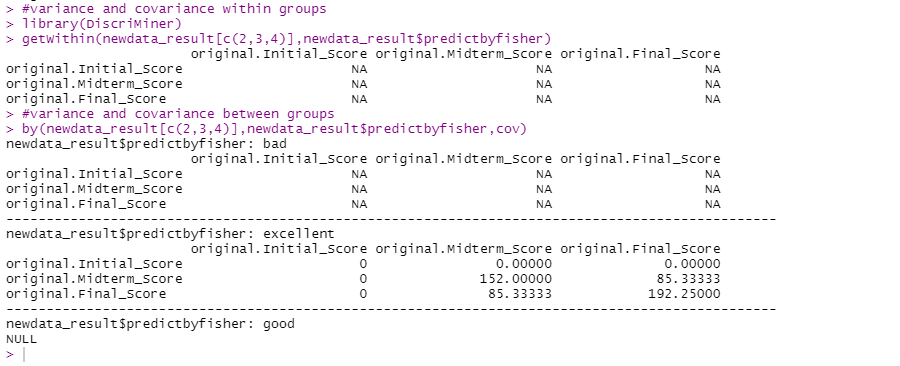 > #variance and covariance within groups
> library(DiscriMiner)
> getWithin(newdata_result[c(2,3,4)],newdata_result$predictbyfisher)
                       original.Initial_Score original.Midterm_Score original.Final_Score
original.Initial_Score                     NA                     NA                   NA
original.Midterm_Score                     NA                     NA                   NA
original.Final_Score                       NA                     NA                   NA
> #variance and covariance between groups
> by(newdata_result[c(2,3,4)],newdata_result$predictbyfisher,cov)
newdata_result$predictbyfisher: bad
                       original.Initial_Score original.Midterm_Score original.Final_Score
original.Initial_Score                     NA                     NA                   NA
original.Midterm_Score                     NA                     NA                   NA
original.Final_Score                       NA                     NA                   NA
------------------------------------------------------------------------------------------
newdata_result$predictbyfisher: excellent
                       original.Initial_Score original.Midterm_Score original.Final_Score
original.Initial_Score                      0                0.00000              0.00000
original.Midterm_Score                      0              152.00000             85.33333
original.Final_Score                        0               85.33333            192.25000
------------------------------------------------------------------------------------------
newdata_result$predictbyfisher: good
NULL
>